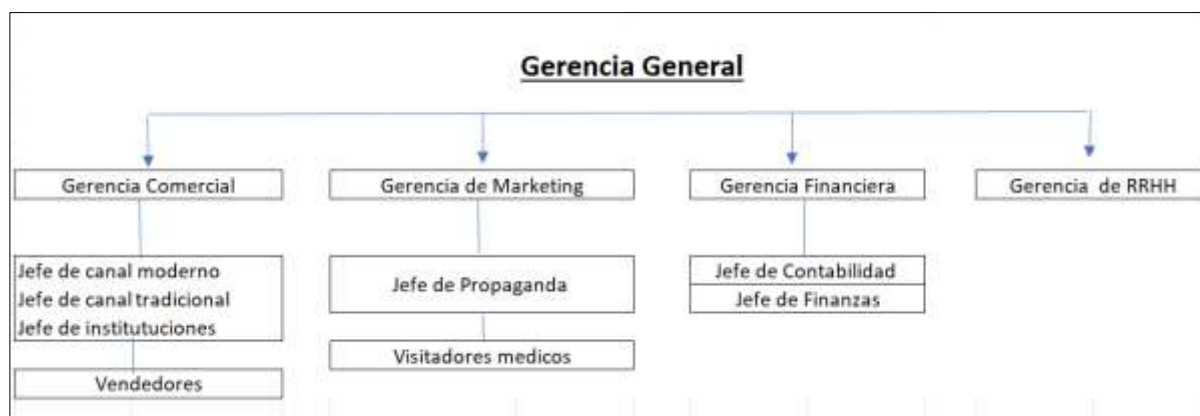 Gerencia General
Gerencia Comercial
Gerencia de Marketing
Gerencia Financiera
Gerencia de RRHH
Jefe de canal moderno
Jefe de canal tradicional
Jefe de institutuciones
Jefe de Propaganda
Jefe de Contabilidad
Jefe de Finanzas
Vendedores
Visitadores medicos